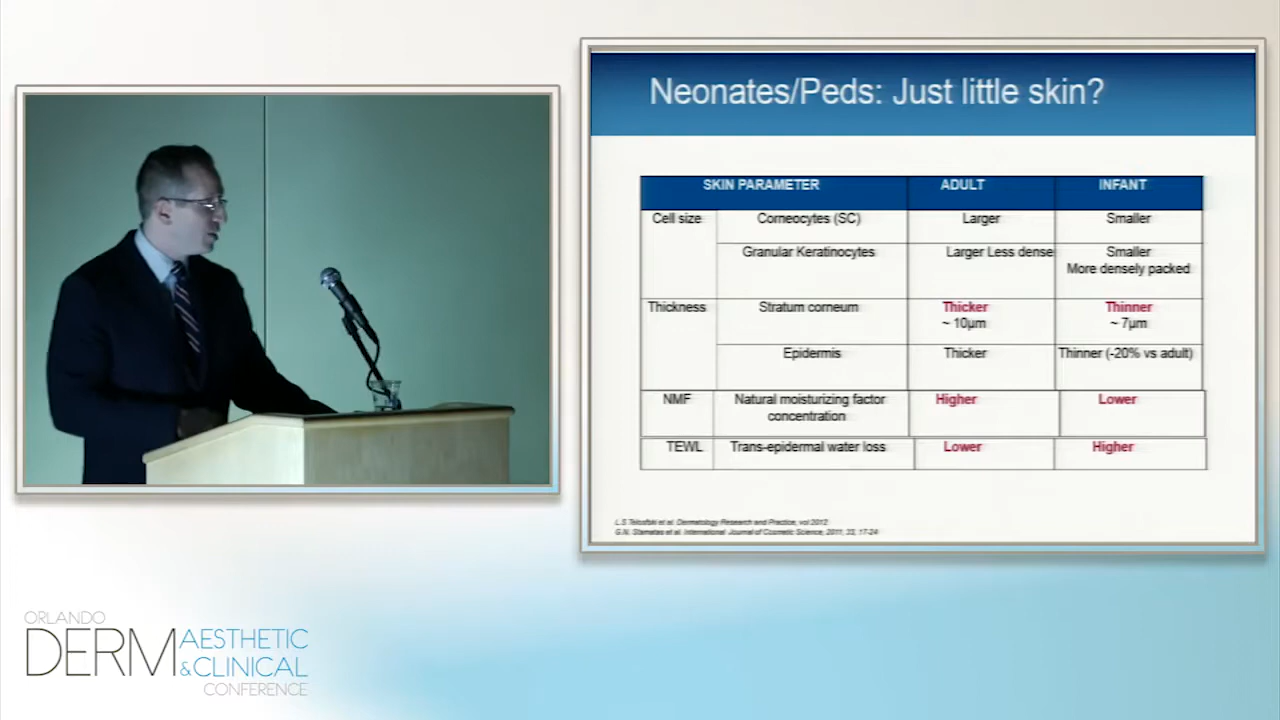 Neonates/Peds: Just little skin?
SKIN PARAMETER ADULT INFANT
Cell size Corneocytes (SC) Larger Smaller
Granular Keratinocytes Larger Less dense Smaller
More densely packed
Thickness Stratum corneum Thicker Thinner
~ 10µm ~ 7µm
Epidermis Thicker Thinner (-20% vs adult)
NMF Natural moisturizing factor Higher Lower
concentration
TEWL Trans-epidermal water loss Lower Higher
et al. Dermatology Research and Practice, vol 2012
G.N. Stamatas et al. International Journal of Cosmetic Science, 2011, 33, 17-24
ORLANDO
DERM AESTHETIC
&CLINICAL
CONFERENCE